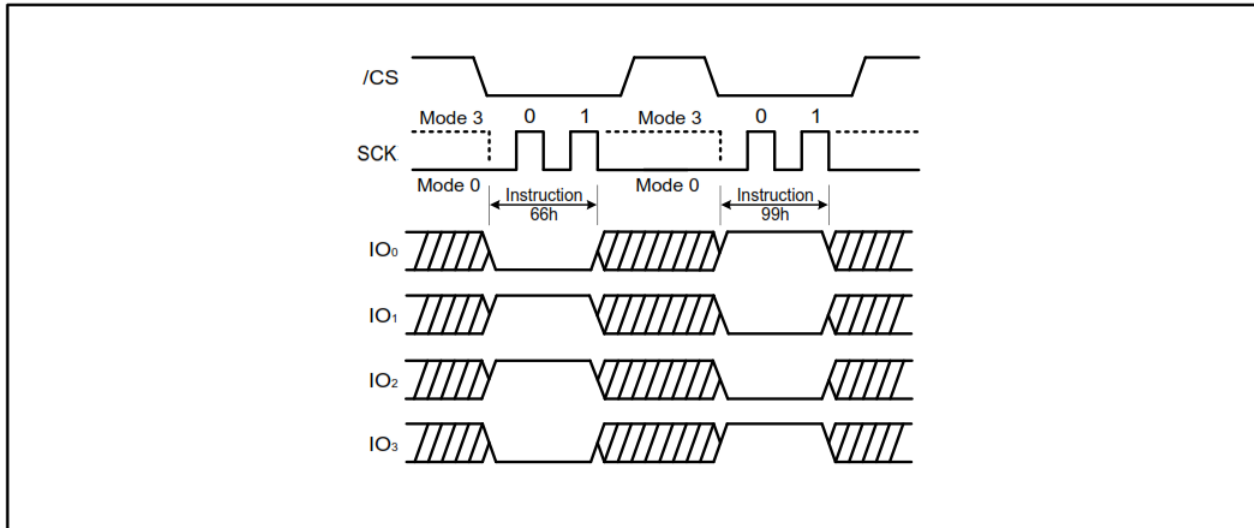 /CS
Mode 3 0 1 Mode 3 0 1
SCK
Mode 0 Mode 0
Instruction Instruction
66h 99h
IO₀
IO₁
IO₂
IO₃